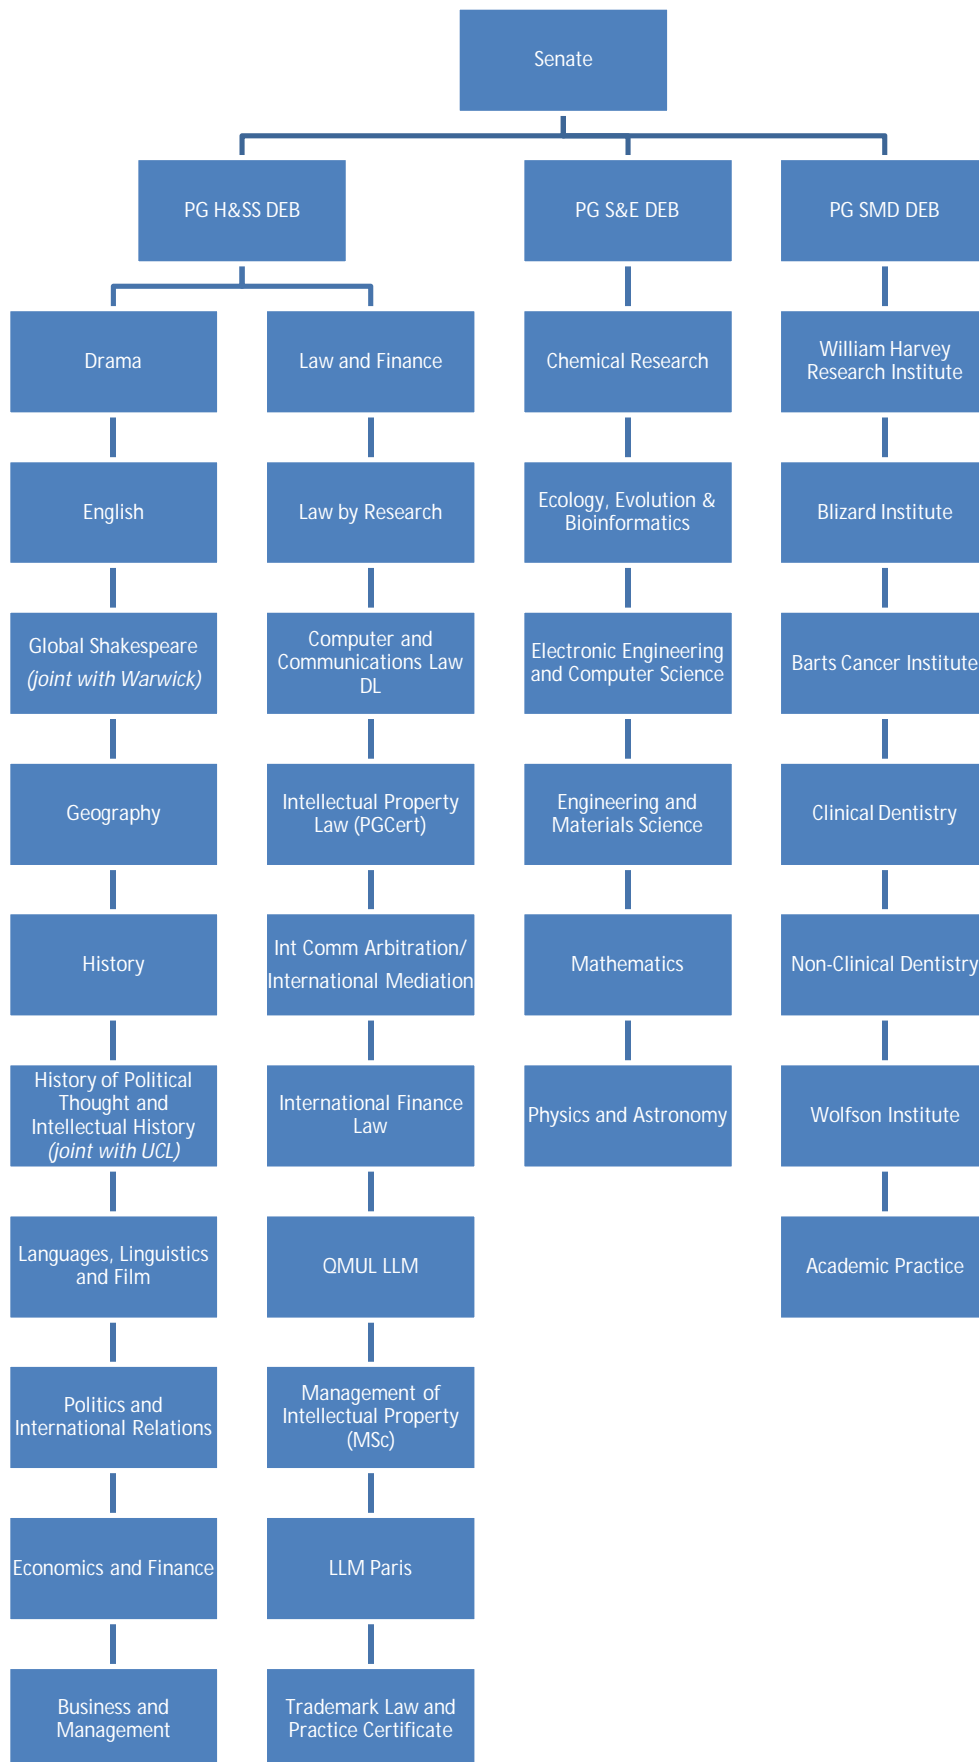 Senate
PG H&SS DEB
PG S&E DEB
PG SMD DEB
Drama
Law and Finance
Chemical Research
William Harvey
Research Institute
English
Law by Research
Ecology, Evolution &
Bioinformatics
Blizard Institute
Global Shakespeare
(joint with Warwick)
Computer and
Communications Law
DL
Electronic Engineering
and Computer Science
Barts Cancer Institute
Geography
Intellectual Property
Law (PGCert)
Engineering and
Materials Science
Clinical Dentistry
History
Int Comm Arbitration/
International Mediation
Mathematics
Non-Clinical Dentistry
History of Political
Thought and
Intellectual History
(joint with UCL)
International Finance
Law
Physics and Astronomy
Wolfson Institute
Languages, Linguistics
and Film
QMUL LLM
Academic Practice
Politics and
International Relations
Management of
Intellectual Property
(MSc)
Economics and Finance
LLM Paris
Business and
Management
Trademark Law and
Practice Certificate